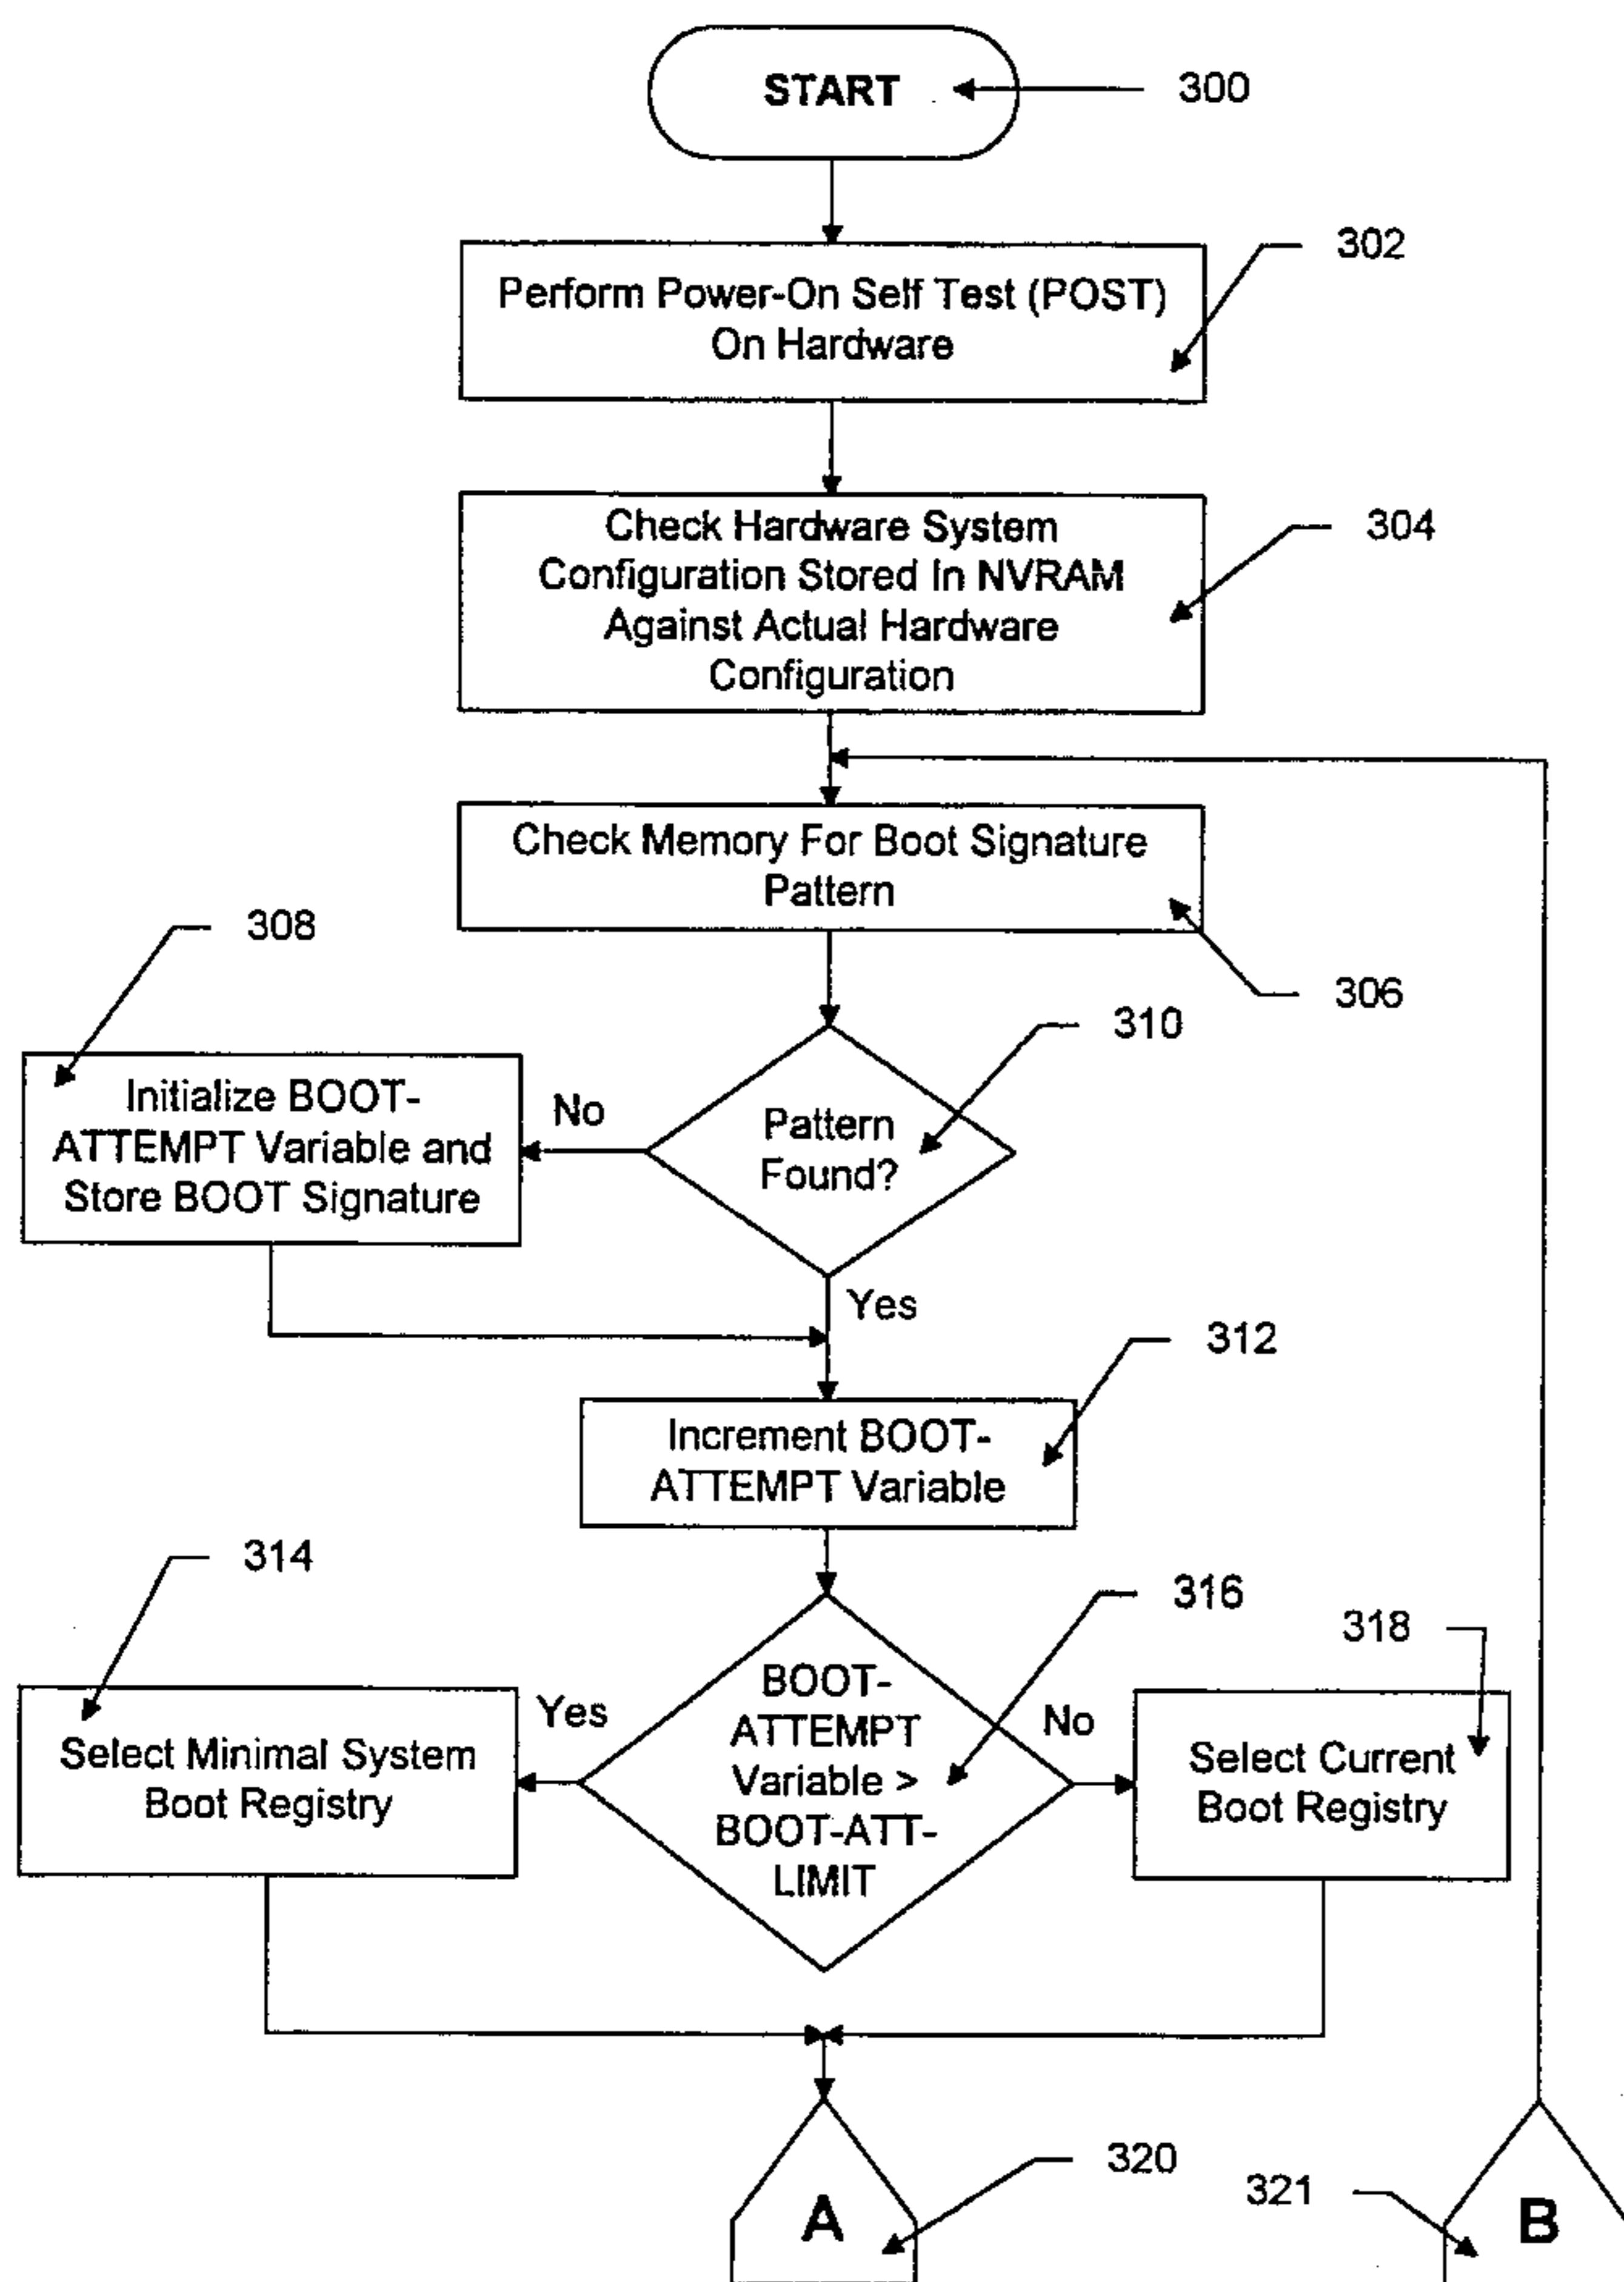 START
300
302
Perform Power-On Self Test (POST)
On Hardware
304
Check Hardware System
Configuration Stored In NVRAM
Against Actual Hardware
Configuration
Check Memory For Boot Signature
Pattern
306
308
310
Initialize BOOT-
ATTEMPT Variable and
Store BOOT Signature
No
Pattern
Found?
Yes
312
Increment BOOT-
ATTEMPT Variable
314
316
318
Select Minimal System
Boot Registry
Yes
BOOT-
ATTEMPT
Variable >
BOOT-ATT-
LIMIT
No
Select Current
Boot Registry
320
321
A
B